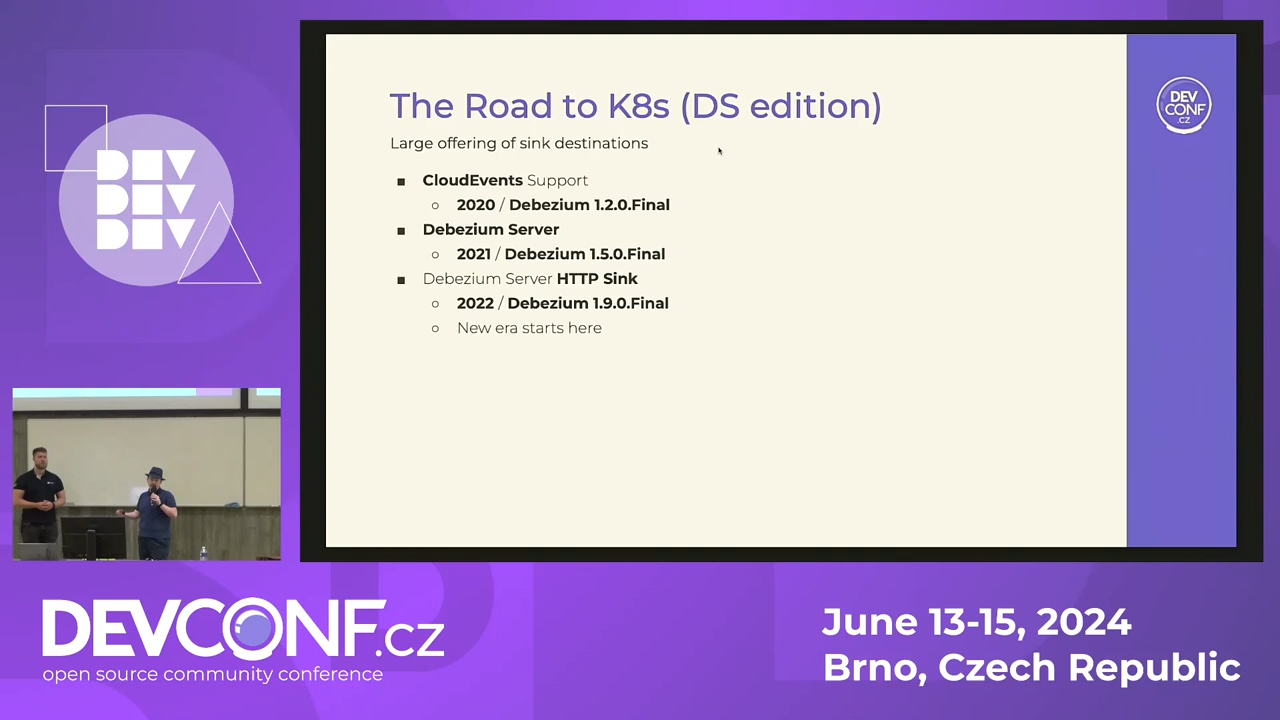 The Road to K8s (DS edition)
Large offering of sink destinations
■ CloudEvents Support
○ 2020 / Debezium 1.2.0.Final
■ Debezium Server
○ 2021 / Debezium 1.5.0.Final
■ Debezium Server HTTP Sink
○ 2022 / Debezium 1.9.0.Final
○ New era starts here
DEV
CONF
.CZ
DEV
DEV
DEV
DEVCONF.cz
open source community conference
June 13-15, 2024
Brno, Czech Republic